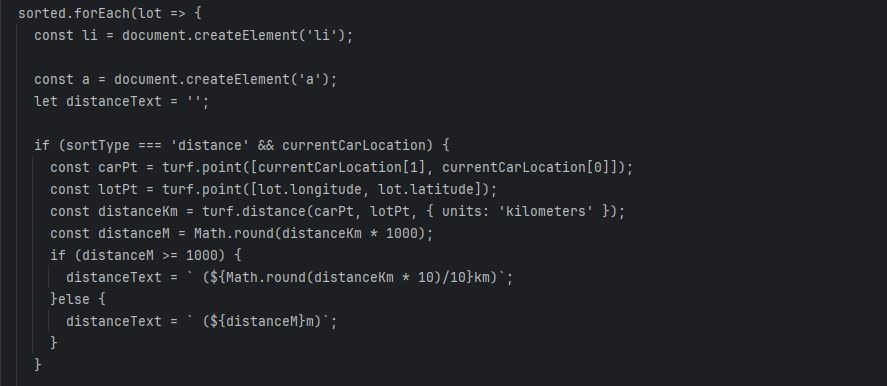 sorted.forEach(lot => {
const li = document.createElement('li');
const a = document.createElement('a');
let distanceText = '';
if (sortType === 'distance' && currentCarLocation) {
const carPt = turf.point([currentCarLocation[1], currentCarLocation[0]]);
const lotPt = turf.point([lot.longitude, lot.latitude]);
const distanceKm = turf.distance(carPt, lotPt, { units: 'kilometers' });
const distanceM = Math.round(distanceKm * 1000);
if (distanceM >= 1000) {
distanceText = ` (${Math.round(distanceKm * 10)/10}km)`;
}else {
distanceText = ` (${distanceM}m)`;
}
}